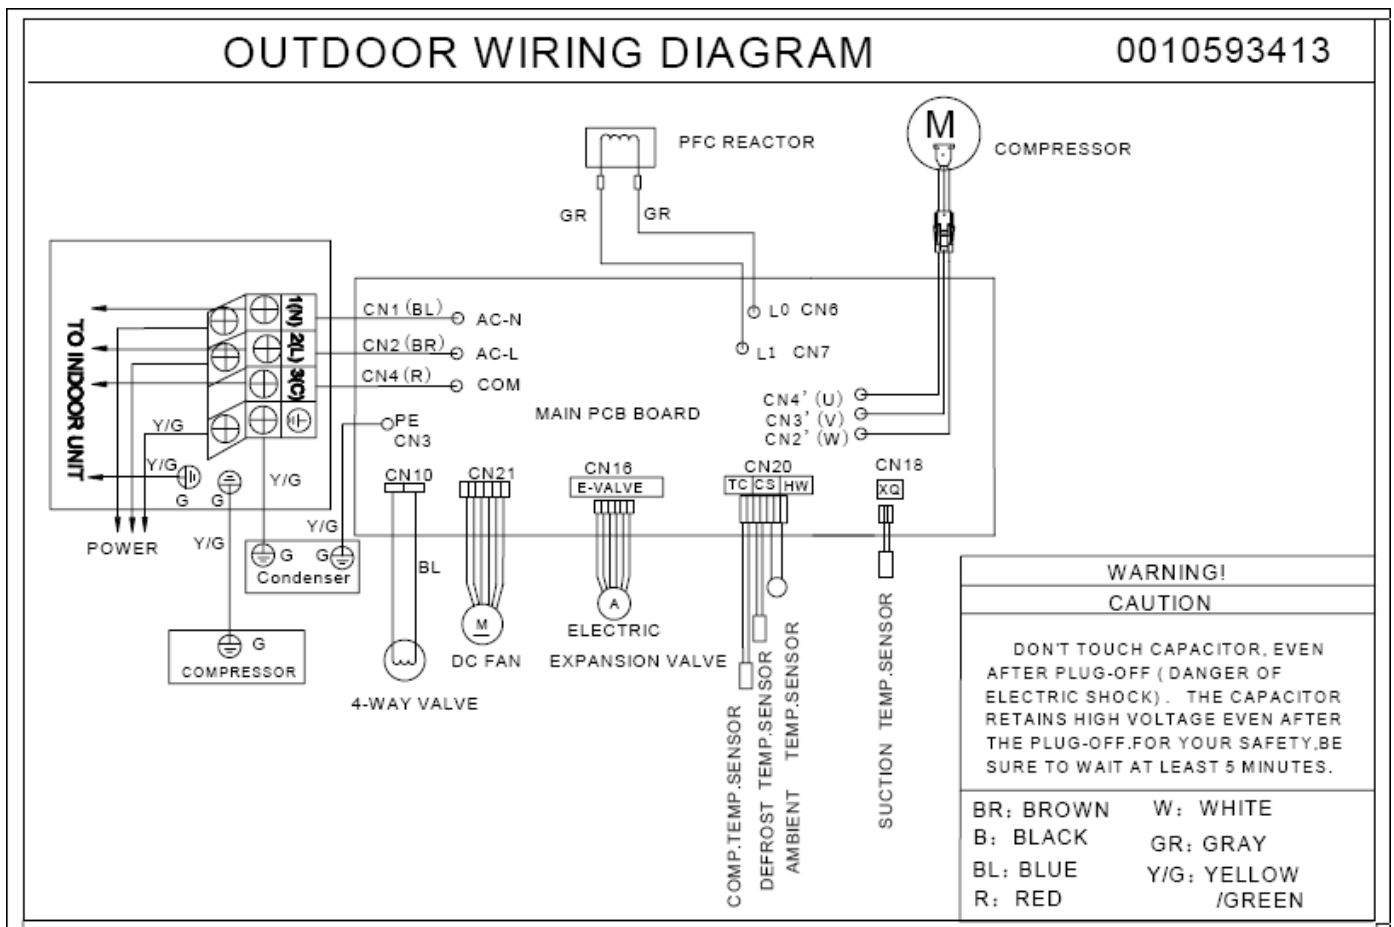 OUTDOOR WIRING DIAGRAM
0010593413
PFC REACTOR
GR
GR
M
COMPRESSOR
TO INDOOR UNIT
1(N)
2(L)
3(C)
Y/G
Y/G
G
G
Y/G
Y/G
POWER
CN1(BL)
AC-N
CN2(BR)
AC-L
CN4(R)
COM
PE
CN3
MAIN PCB BOARD
L0 CN6
L1 CN7
CN4'(U)
CN3'(V)
CN2'(W)
CN10
CN21
CN16
E-VALVE
CN20
TC
CS
HW
CN18
XQ
Y/G
G
G
Condenser
G
COMPRESSOR
BL
4-WAY VALVE
M
DC FAN
A
ELECTRIC
EXPANSION VALVE
COMP.TEMP.SENSOR
DEFROST TEMP.SENSOR
AMBIENT TEMP.SENSOR
SUCTION TEMP.SENSOR
WARNING!
CAUTION
DON'T TOUCH CAPACITOR, EVEN
AFTER PLUG-OFF ( DANGER OF
ELECTRIC SHOCK). THE CAPACITOR
RETAINS HIGH VOLTAGE EVEN AFTER
THE PLUG-OFF.FOR YOUR SAFETY,BE
SURE TO WAIT AT LEAST 5 MINUTES.
BR: BROWN
W: WHITE
B: BLACK
GR: GRAY
BL: BLUE
Y/G: YELLOW
/GREEN
R: RED